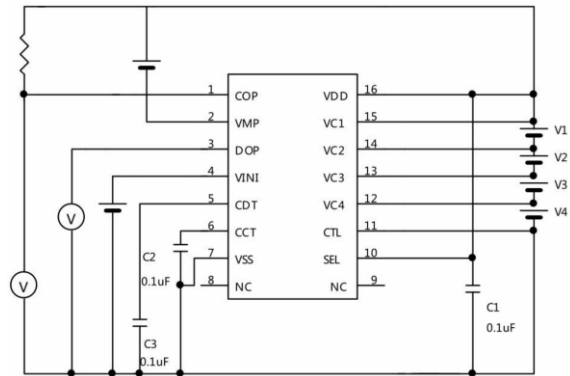 1 COP VDD 16
2 VMP VC1 15
3 DOP VC2 14
4 VINI VC3 13
5 CDT VC4 12
6 CCT CTL 11
7 VSS SEL 10
8 NC NC 9
V1
V2
V3
V4
V
V
C2
0.1uF
C3
0.1uF
C1
0.1uF